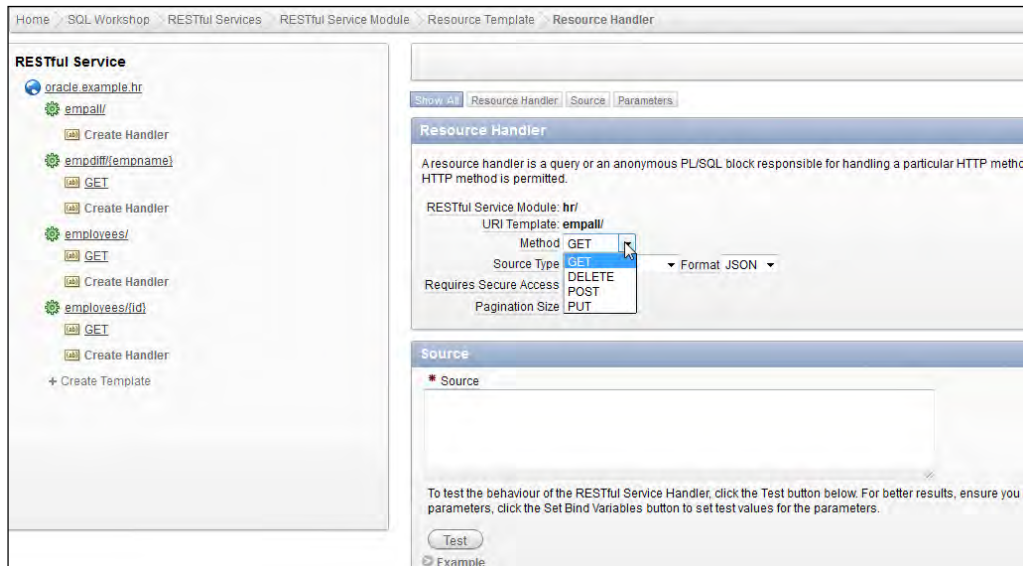 Home SQL Workshop RESTful Services RESTful Service Module Resource Template Resource Handler
RESTful Service
oracle.example.hr
empall/
Create Handler
empdiff/{empname}
GET
Create Handler
employees/
GET
Create Handler
employees/{id}
GET
Create Handler
+ Create Template
Show All Resource Handler Source Parameters
Resource Handler
A resource handler is a query or an anonymous PL/SQL block responsible for handling a particular HTTP
HTTP method is permitted.
RESTful Service Module: hr/
URI Template: empall/
Method GET
GET
DELETE
POST
PUT
Source Type
Format JSON
Requires Secure Access
Pagination Size
Source
* Source
To test the behaviour of the RESTful Service Handler, click the Test button below. For better results, ensure you
parameters, click the Set Bind Variables button to set test values for the parameters.
Test
Example